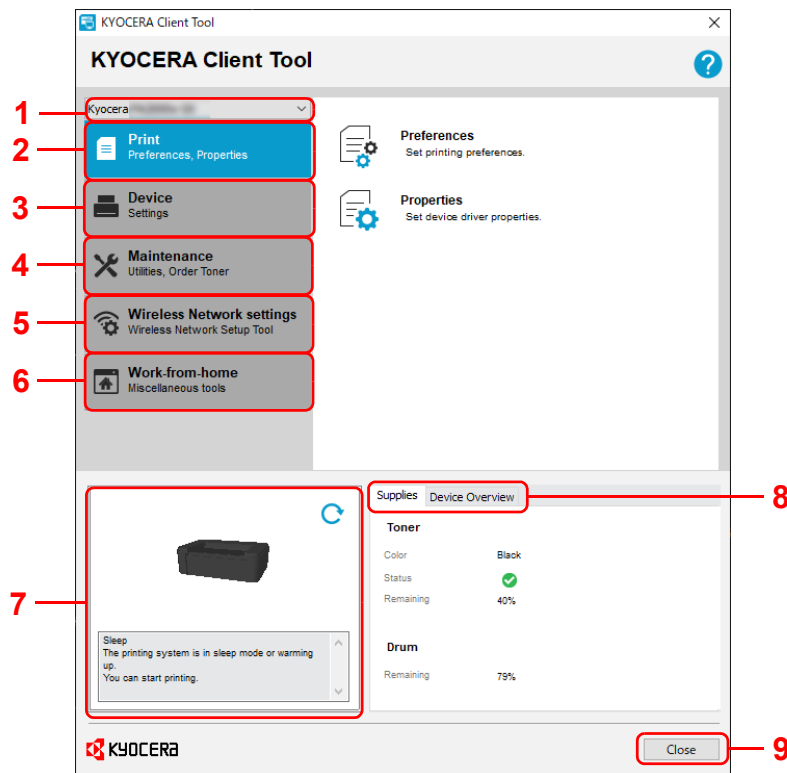 KYOCERA Client Tool
KYOCERA Client Tool
?
1
Kyocera
2
Print
Preferences, Properties
Preferences
Set printing preferences.
3
Device
Settings
Properties
Set device driver properties.
4
Maintenance
Utilities, Order Toner
5
Wireless Network settings
Wireless Network Setup Tool
6
Work-from-home
Miscellaneous tools
7
Sleep
The printing system is in sleep mode or warming
up.
You can start printing.
Supplies Device Overview
8
Toner
Color Black
Status
Remaining 40%
Drum
Remaining 79%
KYOCERA
Close
9